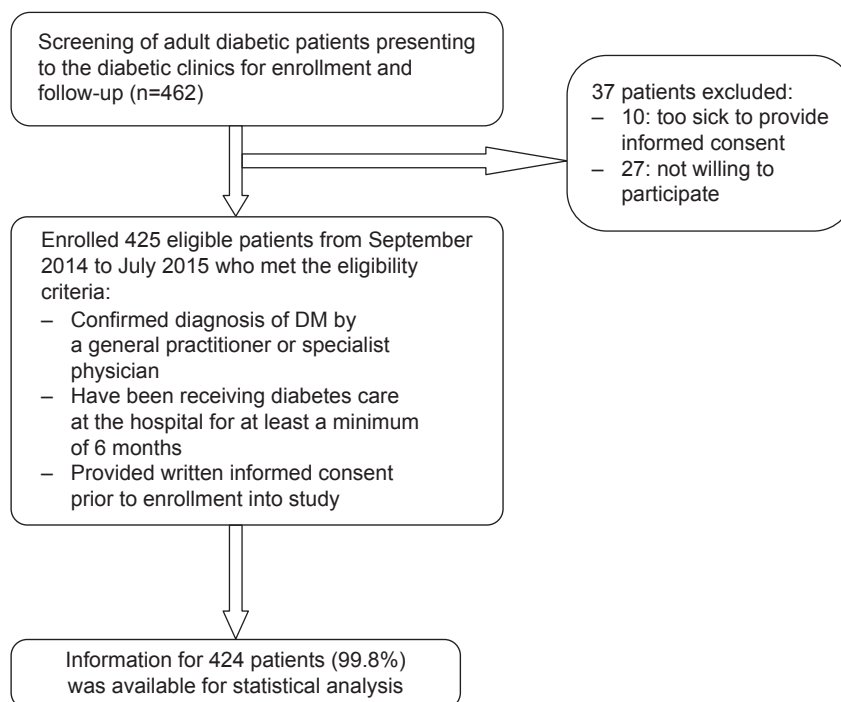 Screening of adult diabetic patients presenting
to the diabetic clinics for enrollment and
follow-up (n=462)
37 patients excluded:
– 10: too sick to provide
informed consent
– 27: not willing to
participate
Enrolled 425 eligible patients from September
2014 to July 2015 who met the eligibility
criteria:
– Confirmed diagnosis of DM by
a general practitioner or specialist
physician
– Have been receiving diabetes care
at the hospital for at least a minimum
of 6 months
– Provided written informed consent
prior to enrollment into study
Information for 424 patients (99.8%)
was available for statistical analysis